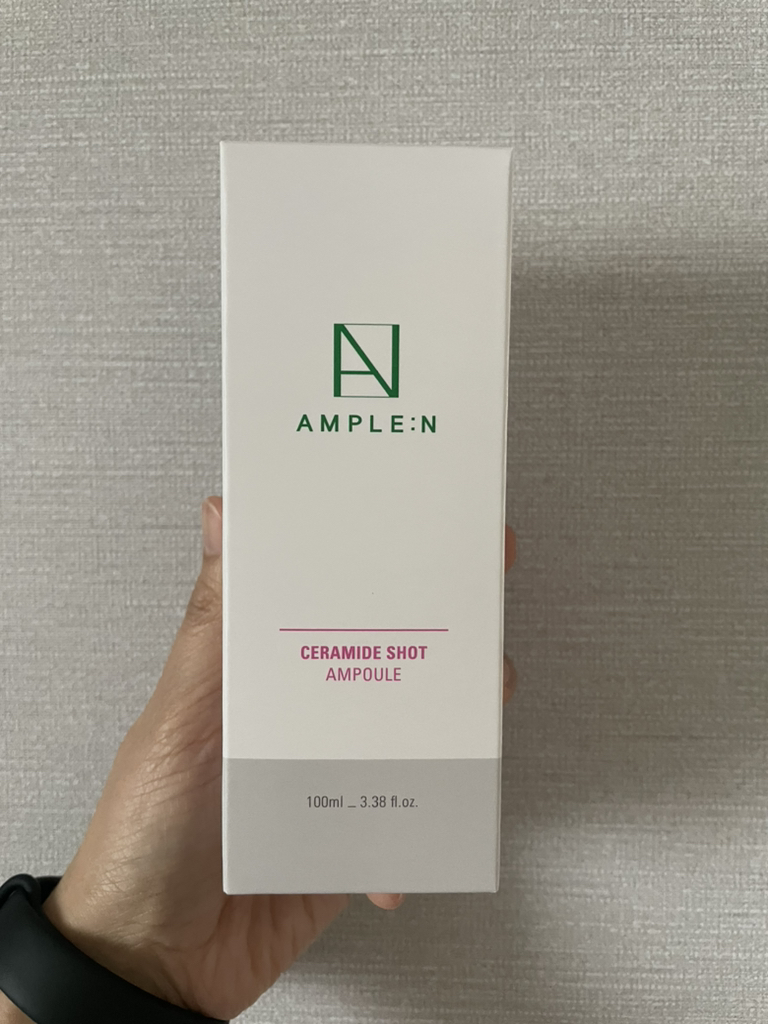 AMPLE:N
CERAMIDE SHOT
AMPOULE
100ml _ 3.38 fl.oz.